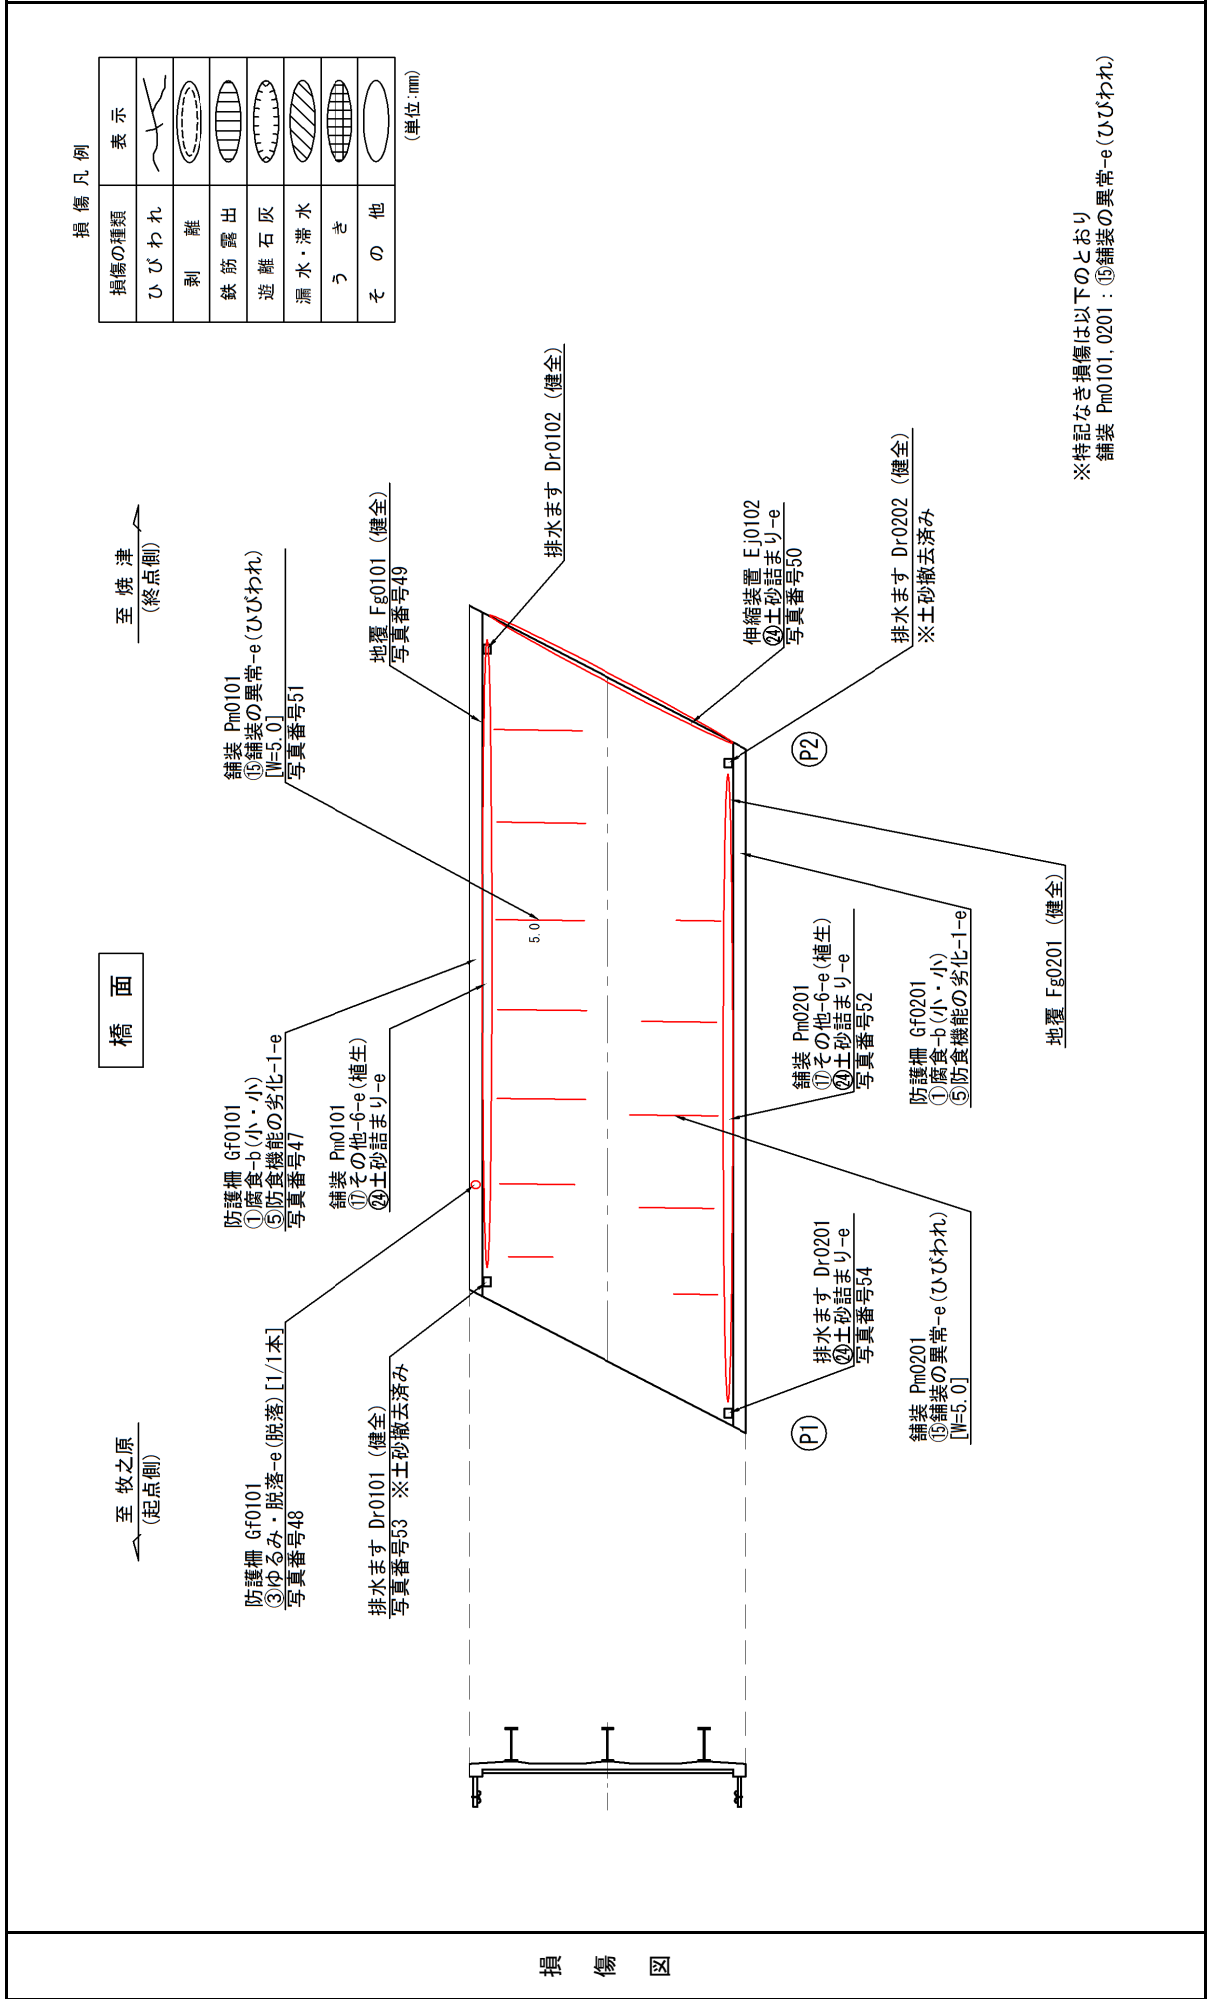 損傷図
橋面
至 牧之原
(起点側)
至 焼津
(終点側)
損傷凡例
損傷の種類 表示
ひびわれ
剥離
鉄筋露出
遊離石灰
漏水・滞水
うき
その他
(単位:mm)
防護柵 Gf0101
③ゆるみ・脱落-e(脱落)[1/1本]
写真番号48
防護柵 Gf0101
①腐食-b(小・小)
⑤防食機能の劣化-1-e
写真番号47
舗装 Pm0101
⑮舗装の異常-e(ひびわれ)
[W=5.0]
写真番号51
排水ます Dr0101 (健全)
写真番号53 ※土砂撤去済み
舗装 Pm0101
⑰その他-6-e(植生)
㉔土砂詰まり-e
地覆 Fg0101 (健全)
写真番号49
排水ます Dr0102 (健全)
5.0
伸縮装置 Ej0102
㉔土砂詰まり-e
写真番号50
P1
P2
排水ます Dr0201
㉔土砂詰まり-e
写真番号54
舗装 Pm0201
⑰その他-6-e(植生)
㉔土砂詰まり-e
写真番号52
排水ます Dr0202 (健全)
※土砂撤去済み
舗装 Pm0201
⑮舗装の異常-e(ひびわれ)
[W=5.0]
防護柵 Gf0201
①腐食-b(小・小)
⑤防食機能の劣化-1-e
地覆 Fg0201 (健全)
※特記なき損傷は以下のとおり
舗装 Pm0101,0201：⑮舗装の異常-e(ひびわれ)